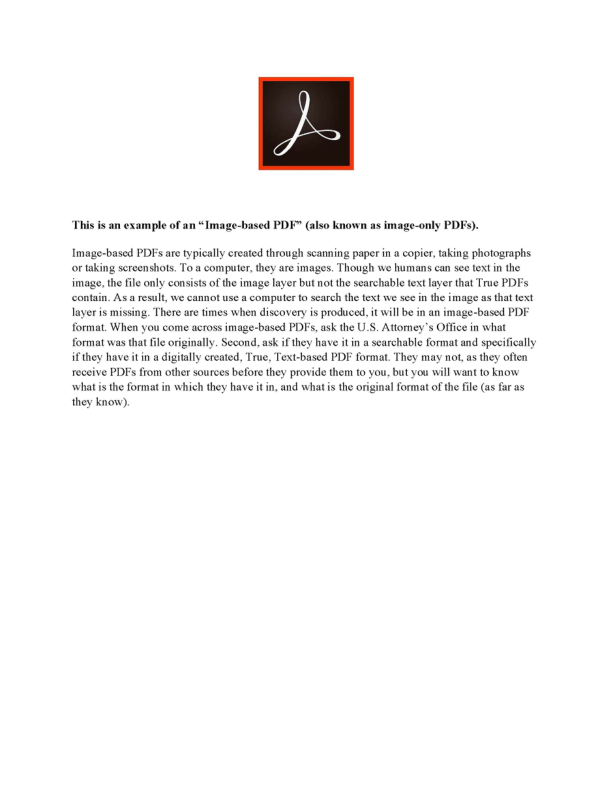 This is an example of an “Image-based PDF” (also known as image-only PDFs).
Image-based PDFs are typically created through scanning paper in a copier, taking photographs
or taking screenshots. To a computer, they are images. Though we humans can see text in the
image, the file only consists of the image layer but not the searchable text layer that True PDFs
contain. As a result, we cannot use a computer to search the text we see in the image as that text
layer is missing. There are times when discovery is produced, it will be in an image-based PDF
format. When you come across image-based PDFs, ask the U.S. Attorney’s Office in what
format was that file originally. Second, ask if they have it in a searchable format and specifically
if they have it in a digitally created, True, Text-based PDF format. They may not, as they often
receive PDFs from other sources before they provide them to you, but you will want to know
what is the format in which they have it in, and what is the original format of the file (as far as
they know).